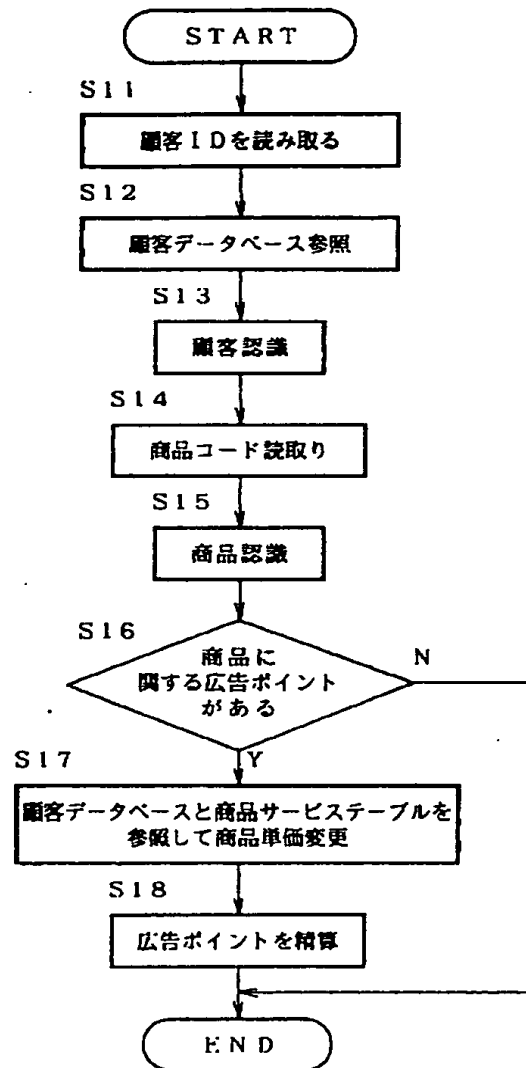 START
S11
顧客IDを読み取る
S12
顧客データベース参照
S13
顧客認識
S14
商品コード読取り
S15
商品認識
S16
商品に
関する広告ポイント
がある
N
Y
S17
顧客データベースと商品サービステーブルを
参照して商品単価変更
S18
広告ポイントを精算
END